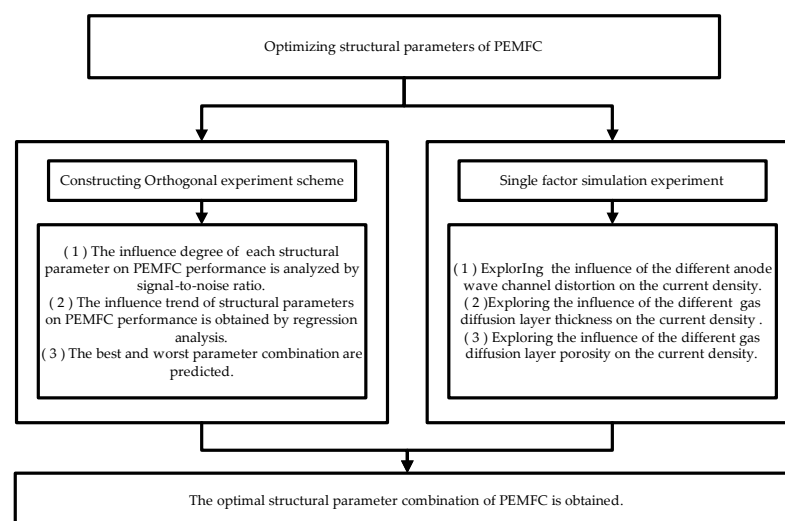 Optimizing structural parameters of PEMFC
Constructing Orthogonal experiment scheme
( 1 ) The influence degree of each structural
parameter on PEMFC performance is analyzed by
signal-to-noise ratio.
( 2 ) The influence trend of structural parameters
on PEMFC performance is obtained by regression
analysis.
( 3 ) The best and worst parameter combination are
predicted.
Single factor simulation experiment
( 1 ) ExplorIng the influence of the different anode
wave channel distortion on the current density.
( 2 )Exploring the influence of the different gas
diffusion layer thickness on the current density .
( 3 ) Exploring the influence of the different gas
diffusion layer porosity on the current density.
The optimal structural parameter combination of PEMFC is obtained.